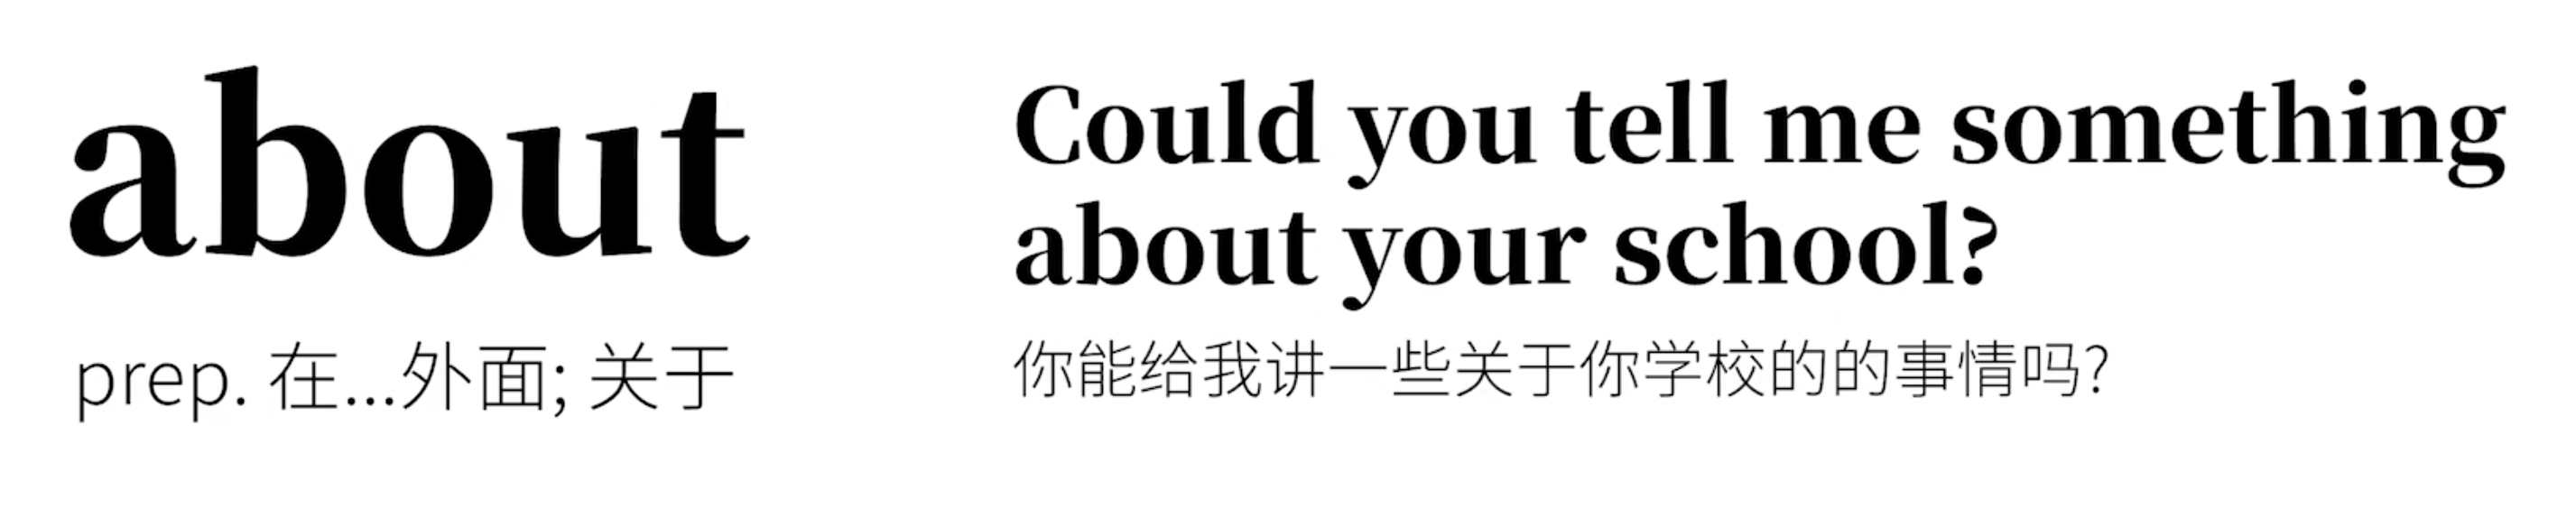 about
prep. 在...外面; 关于
Could you tell me something
about your school?
你能给我讲一些关于你学校的的事情吗?